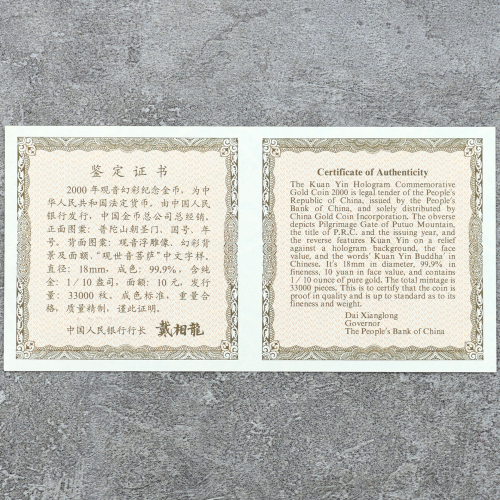 鉴定证书
2000年观音幻彩纪念金币，为中
华人民共和国法定货币。由中国人民
银行发行，中国金币总公司总经销。
正面图案：普陀山朝圣门、国号、年
号。背面图案：观音浮雕像、幻彩背
景及面额、“观世音菩萨”中文字样。
直径：18mm，成色：99.9%，含纯
金：1/10盎司，面额：10元，发行
量：33000枚。成色标准，重量合
格，质量精制，谨此证明。
中国人民银行行长 戴相龍
Certificate of Authenticity
The Kuan Yin Hologram Commemorative
Gold Coin 2000 is legal tender of the People's
Republic of China, issued by the People's
Bank of China, and solely distributed by
China Gold Coin Incorporation. The obverse
depicts Pilgrimage Gate of Putuo Mountain,
the title of P.R.C. and the issuing year, and
the reverse features Kuan Yin on a relief
against a hologram background, the face
value, and the words' Kuan Yin Buddha' in
Chinese. It's 18mm in diameter, 99.9% in
fineness, 10 yuan in face value, and contains
1/10 ounce of pure gold. The total mintage is
33000 pieces. This is to certify that the coin is
proof in quality and is up to standard as to its
fineness and weight.
Dai Xianglong
Governor
The People's Bank of China